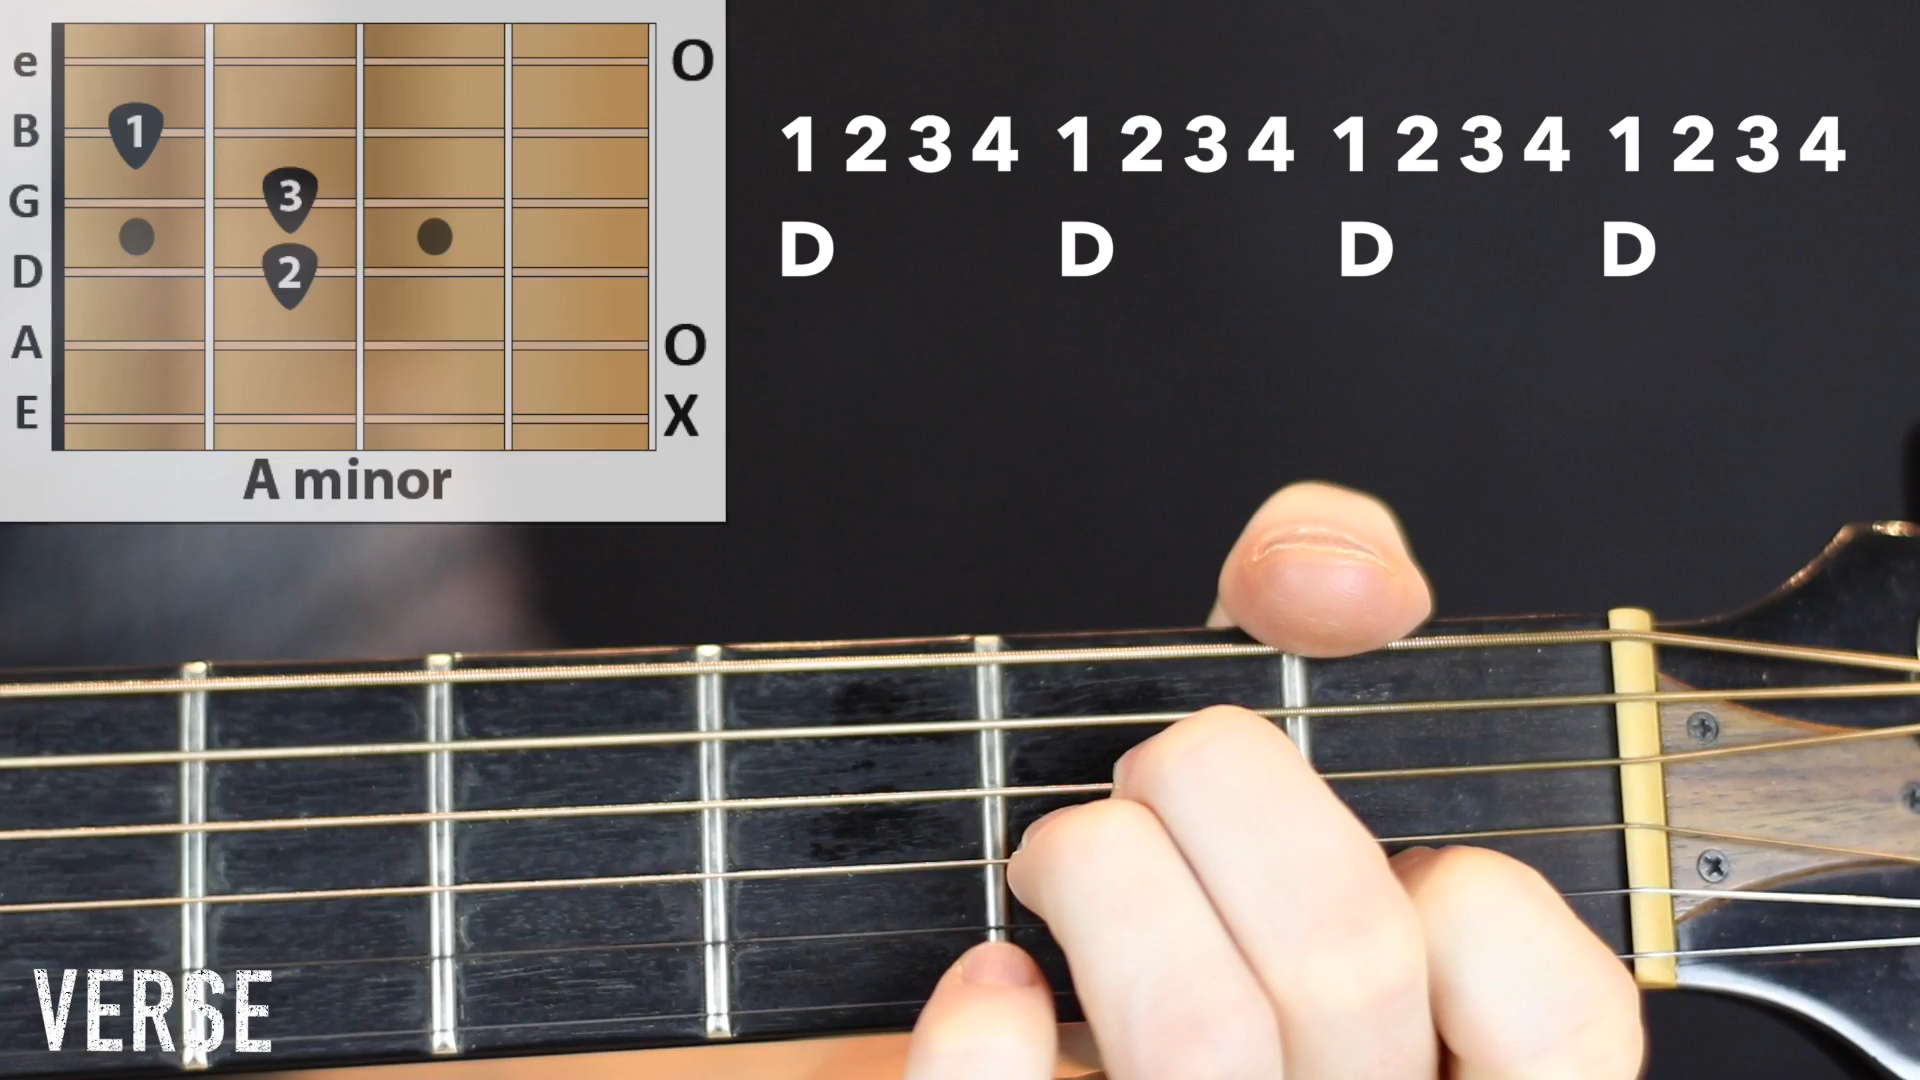 e O
B 1
G 3
D 2
A O
E X
A minor
1 2 3 4 1 2 3 4 1 2 3 4 1 2 3 4
D D D D
VERSE